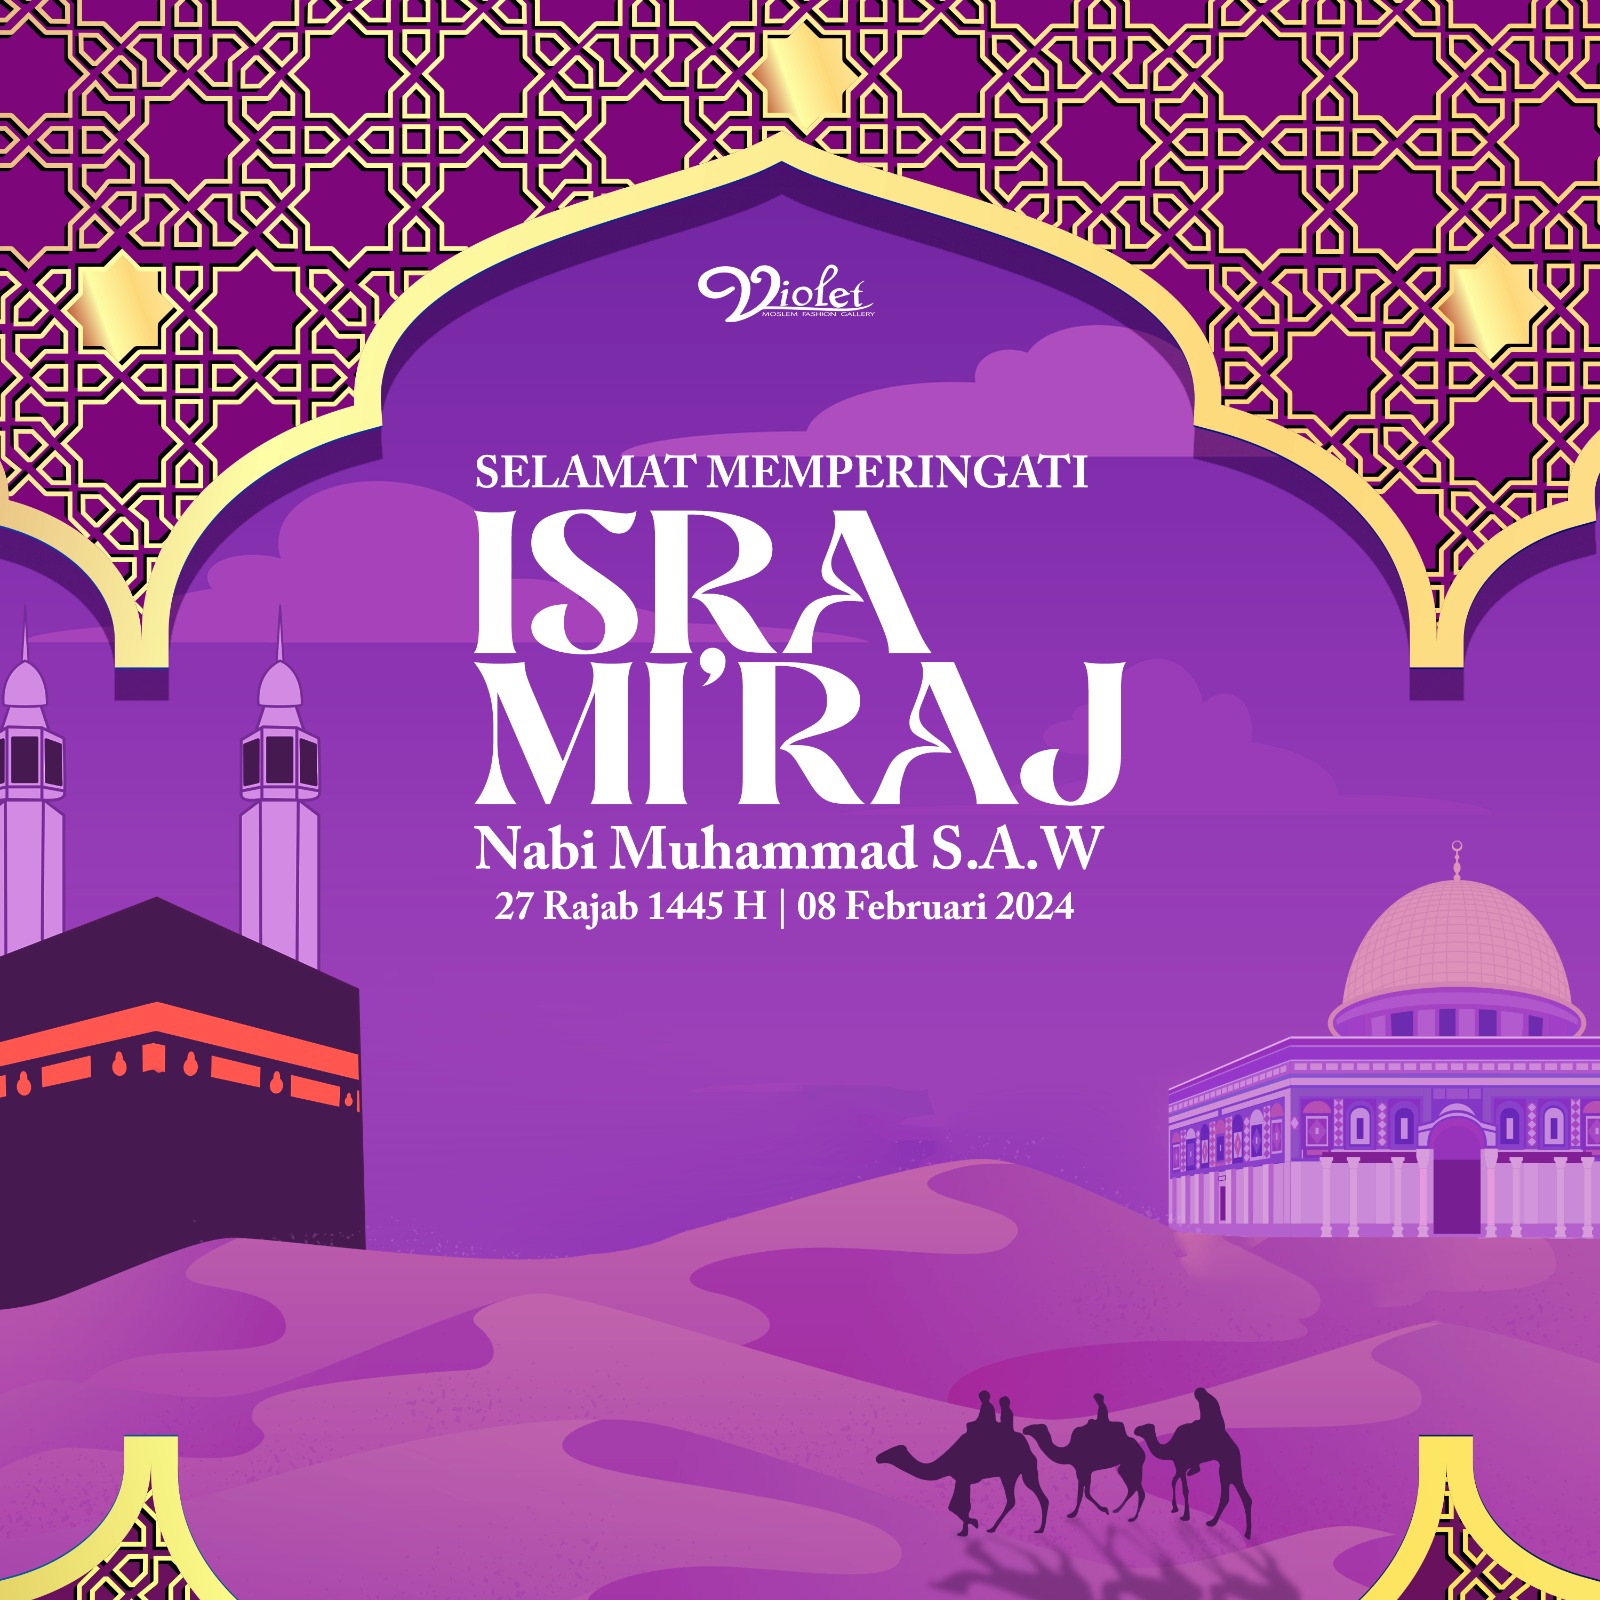 Violet
MOSLEM FASHION GALLERY
SELAMAT MEMPERINGATI
ISRA
MI'RAJ
Nabi Muhammad S.A.W
27 Rajab 1445 H | 08 Februari 2024